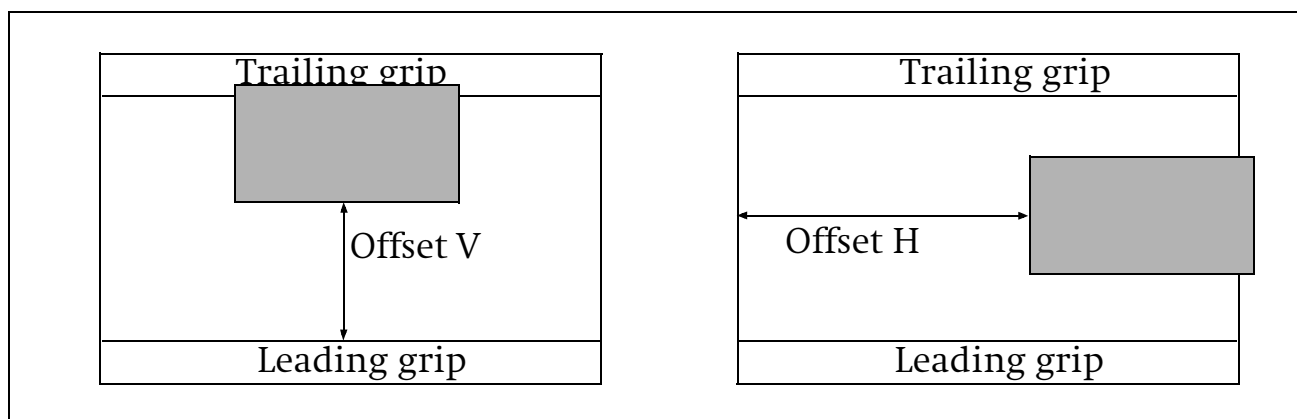 Trailing grip
Offset V
Leading grip
Trailing grip
Offset H
Leading grip